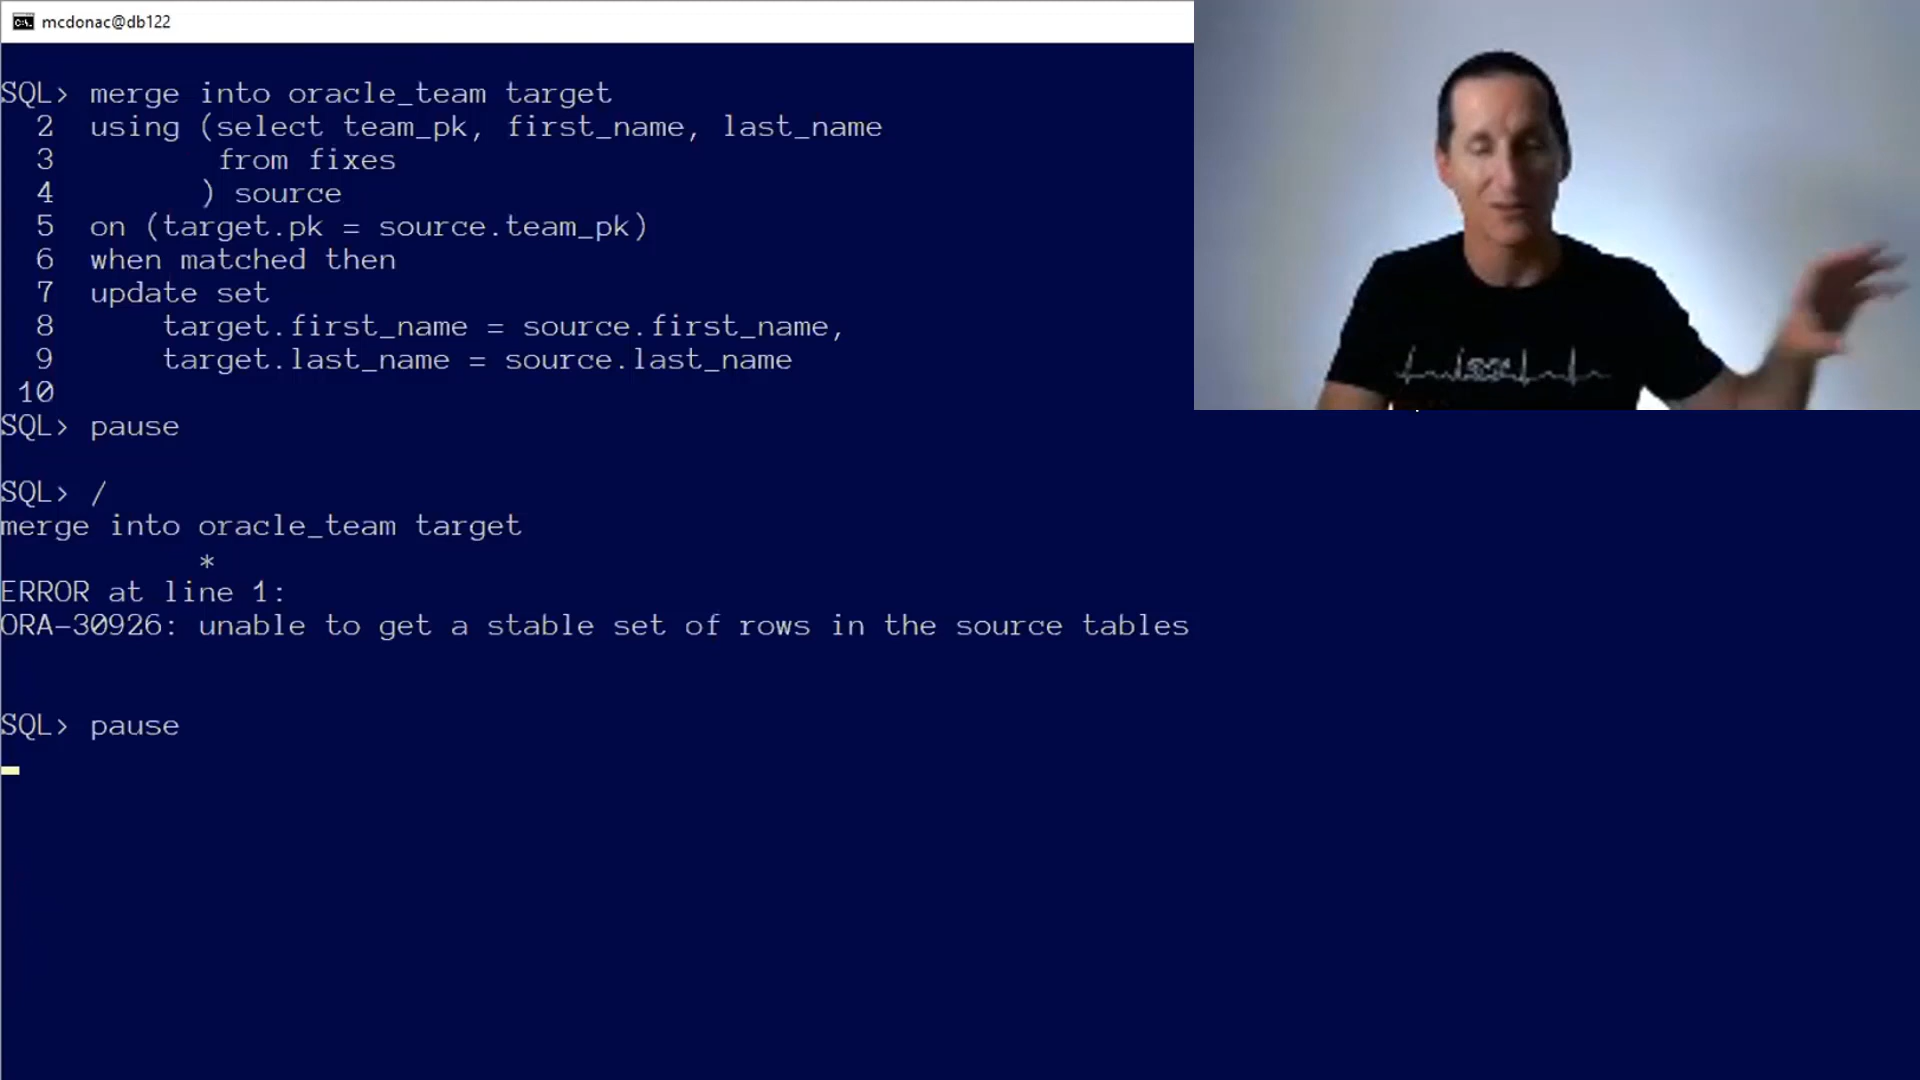 mcdonac@db122
SQL> merge into oracle_team target
2 using (select team_pk, first_name, last_name
3 from fixes
4 ) source
5 on (target.pk = source.team_pk)
6 when matched then
7 update set
8 target.first_name = source.first_name,
9 target.last_name = source.last_name
10
SQL> pause
SQL> /
merge into oracle_team target
*
ERROR at line 1:
ORA-30926: unable to get a stable set of rows in the source tables
SQL> pause